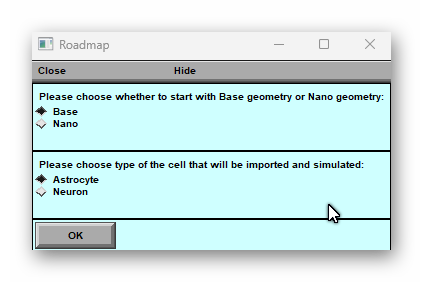 Roadmap
Close Hide
Please choose whether to start with Base geometry or Nano geometry:
Base
Nano
Please choose type of the cell that will be imported and simulated:
Astrocyte
Neuron
OK